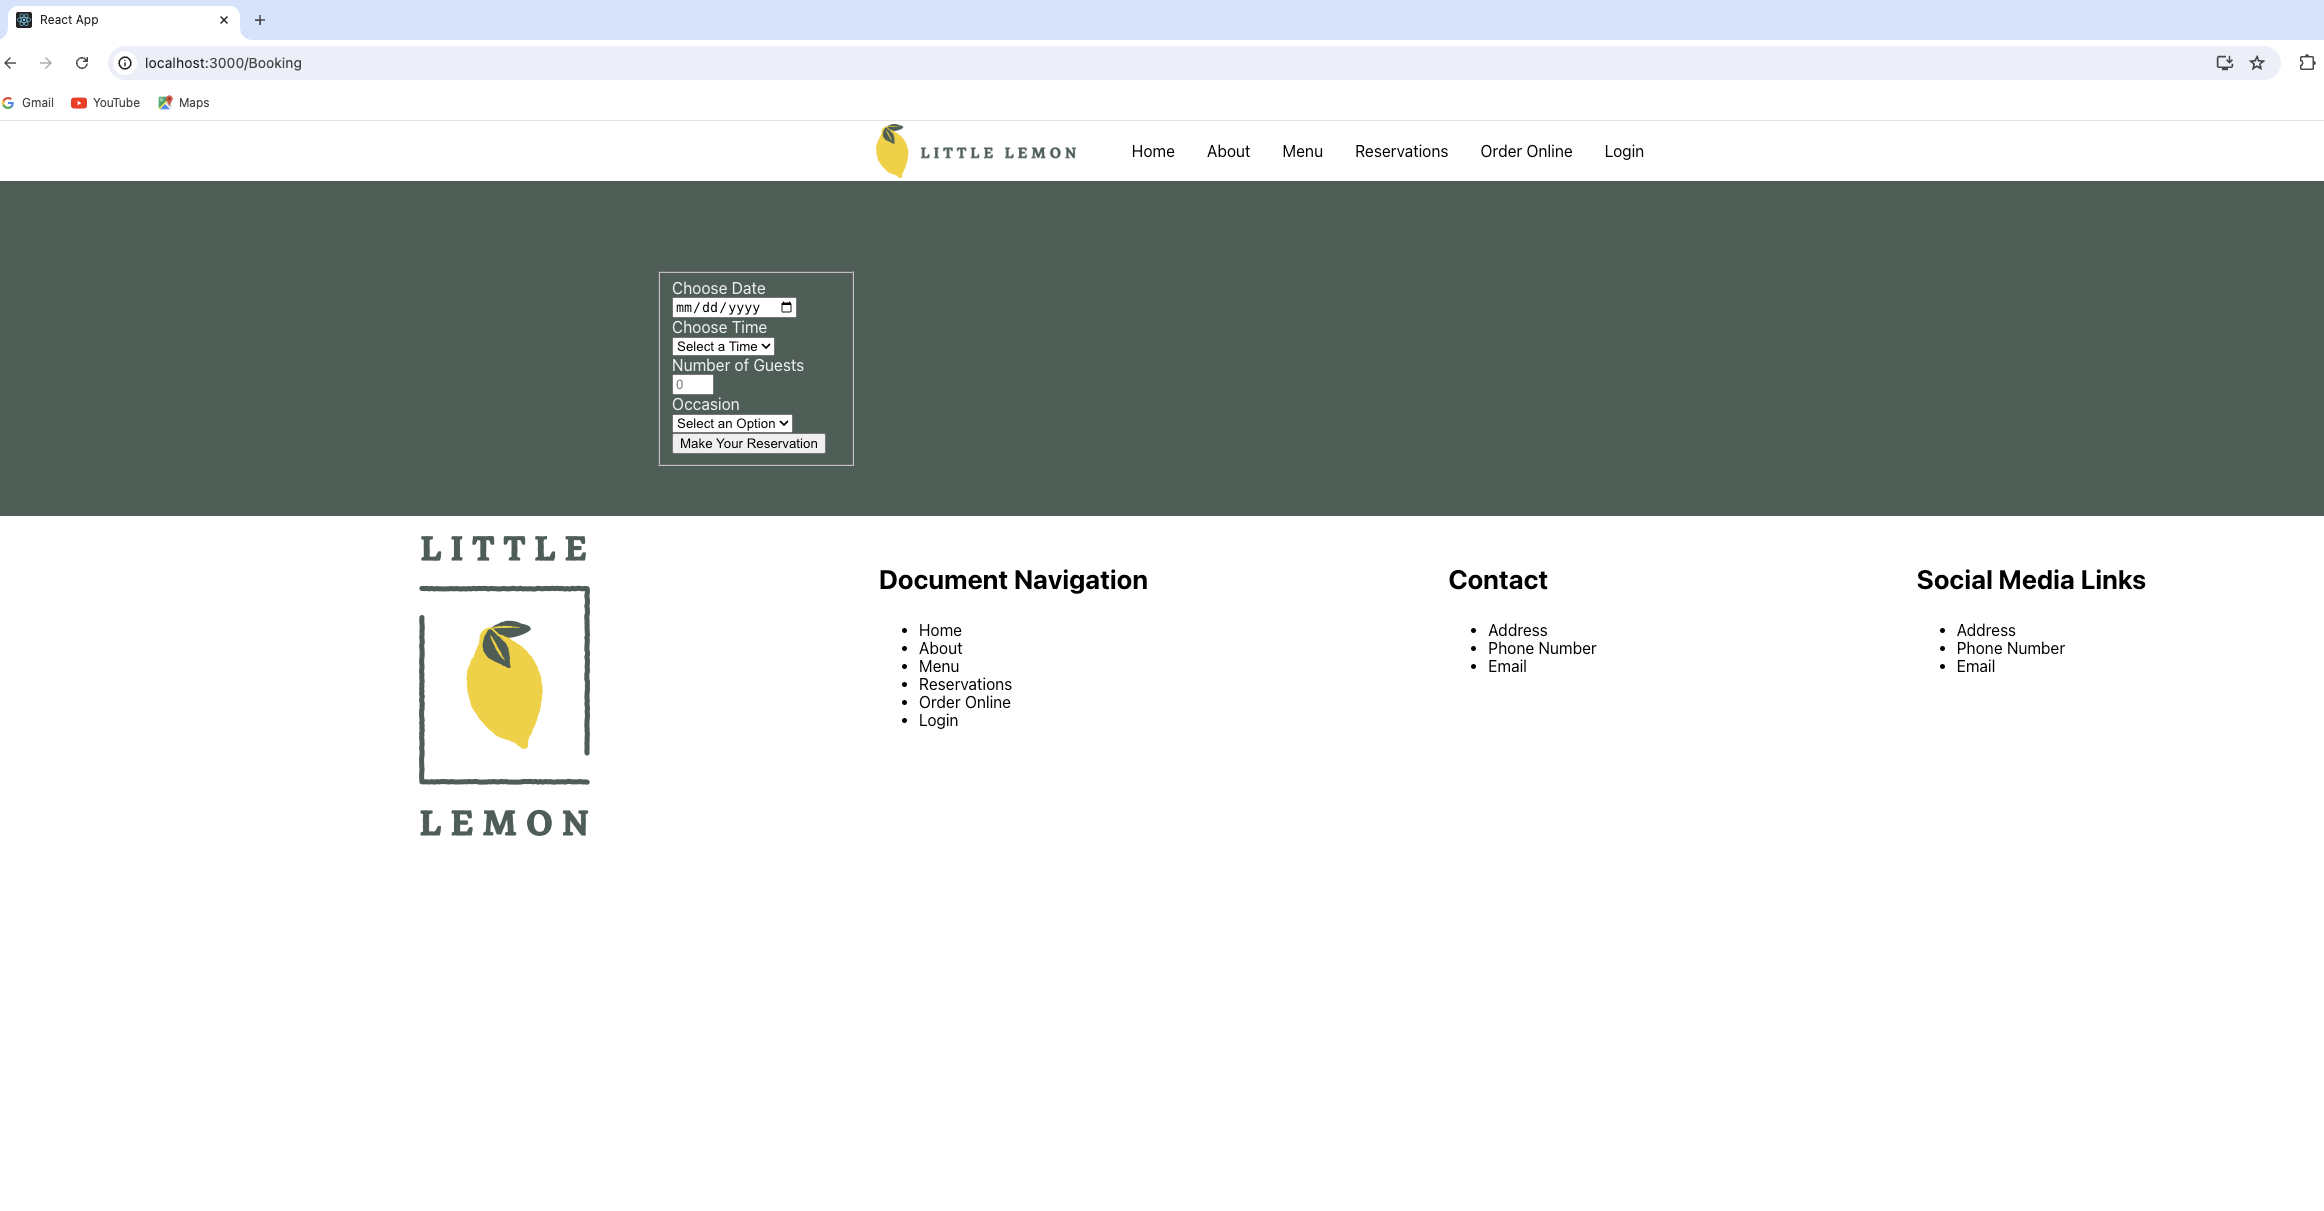 React App
localhost:3000/Booking
Gmail YouTube Maps
LITTLE LEMON Home About Menu Reservations Order Online Login
Choose Date
mm/dd/yyyy
Choose Time
Select a Time
Number of Guests
0
Occasion
Select an Option
Make Your Reservation
LITTLE
LEMON
Document Navigation
Home
About
Menu
Reservations
Order Online
Login
Contact
Address
Phone Number
Email
Social Media Links
Address
Phone Number
Email